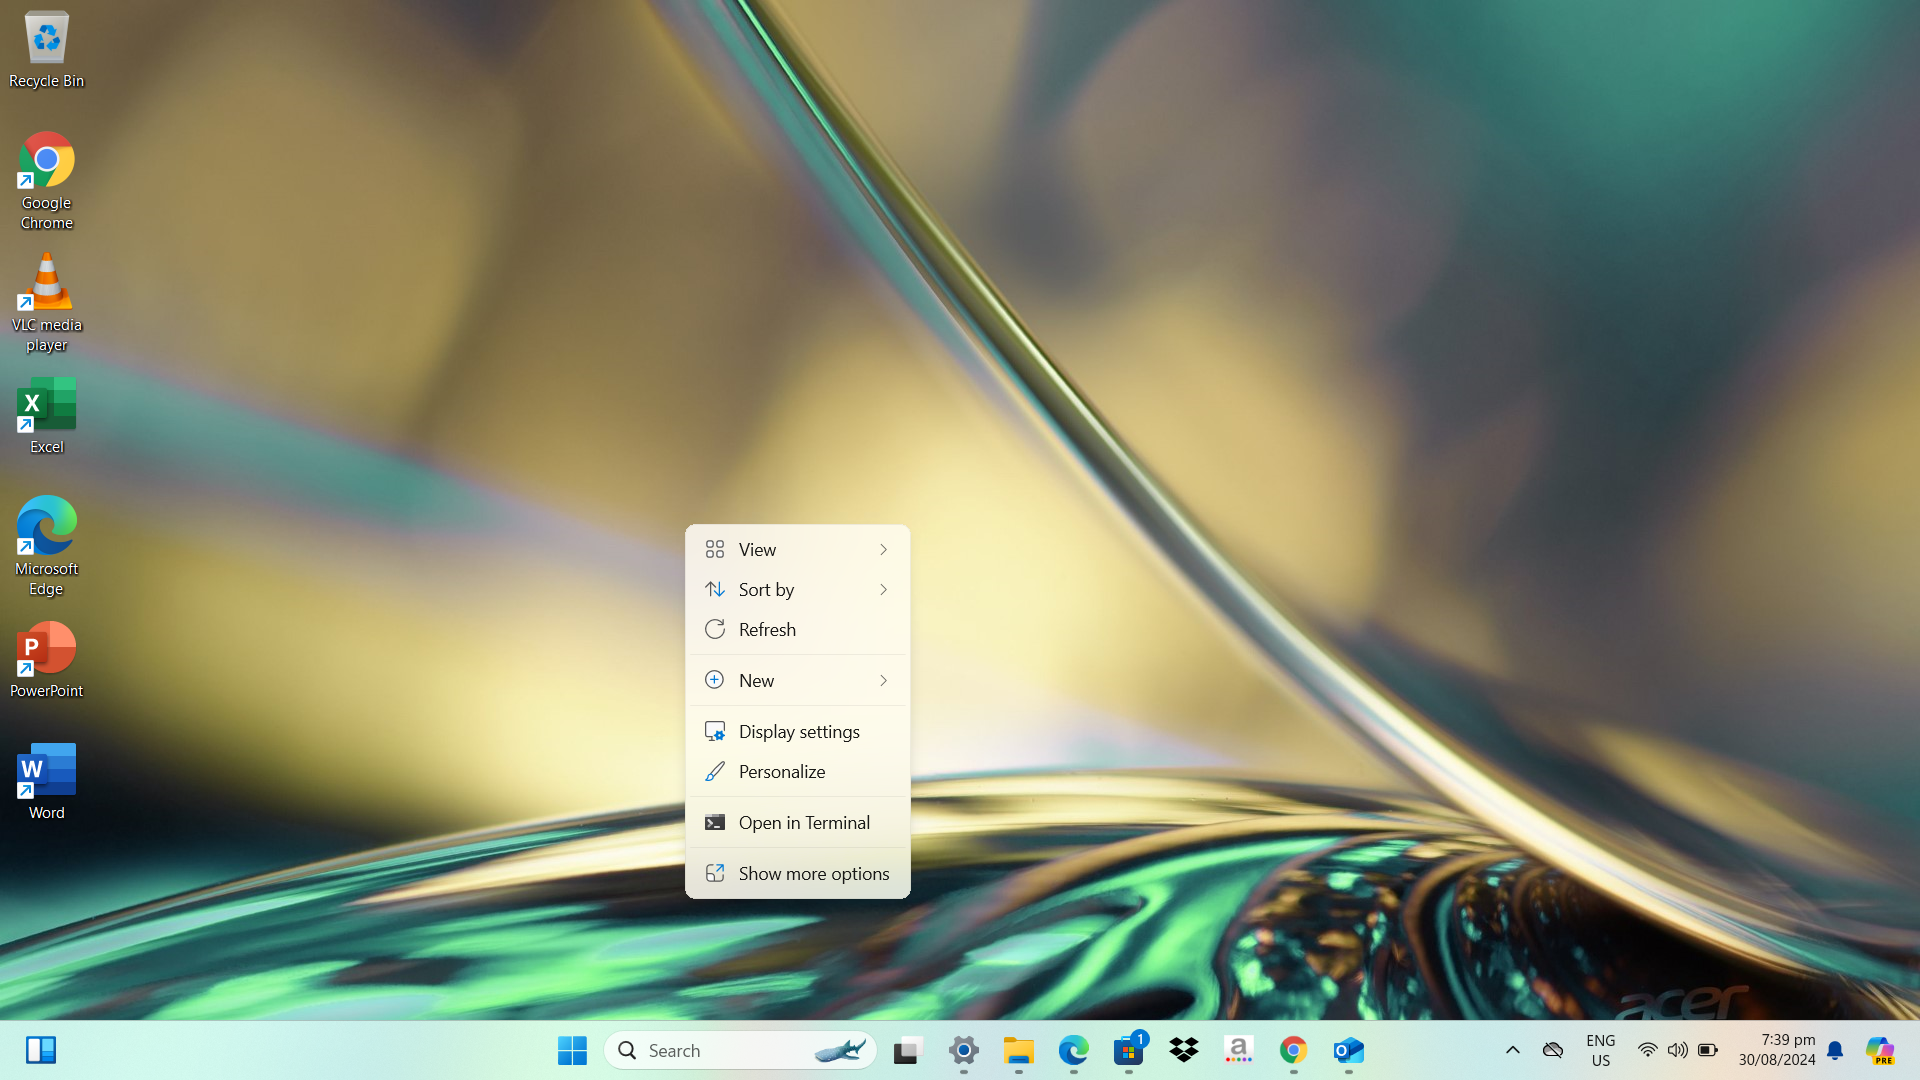 Recycle Bin
Google
Chrome
VLC media
player
X
Excel
Microsoft
Edge
P
PowerPoint
W
Word
View
Sort by
Refresh
New
Display settings
Personalize
Open in Terminal
Show more options
acer
Search
1
a
O
ENG
US
7:39 pm
30/08/2024
PRE